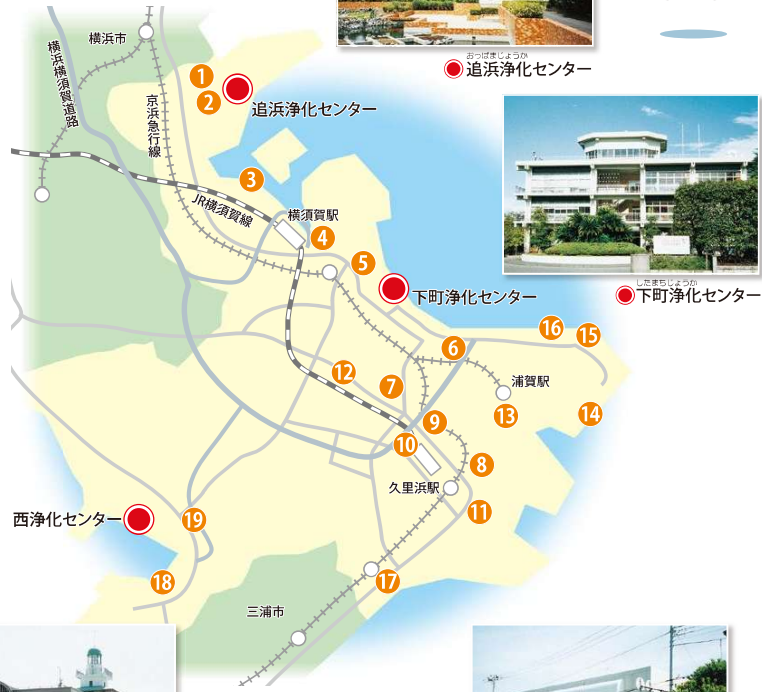 おっぱまじょうか
追浜浄化センター
横浜市
横浜横須賀道路
京浜急行線
1
2
追浜浄化センター
3
JR横須賀線
横須賀駅
4
5
下町浄化センター
したまちじょうか
下町浄化センター
6
16
15
12
7
浦賀駅
13
14
9
10
8
久里浜駅
11
西浄化センター
19
18
17
三浦市